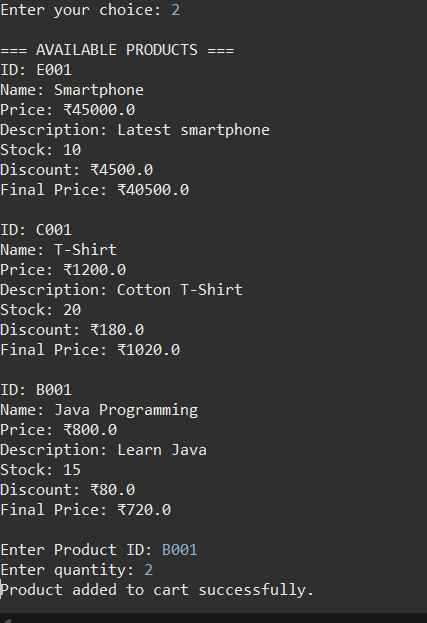 Enter your choice: 2
=== AVAILABLE PRODUCTS ===
ID: E001
Name: Smartphone
Price: ₹45000.0
Description: Latest smartphone
Stock: 10
Discount: ₹4500.0
Final Price: ₹40500.0
ID: C001
Name: T-Shirt
Price: ₹1200.0
Description: Cotton T-Shirt
Stock: 20
Discount: ₹180.0
Final Price: ₹1020.0
ID: B001
Name: Java Programming
Price: ₹800.0
Description: Learn Java
Stock: 15
Discount: ₹80.0
Final Price: ₹720.0
Enter Product ID: B001
Enter quantity: 2
Product added to cart successfully.